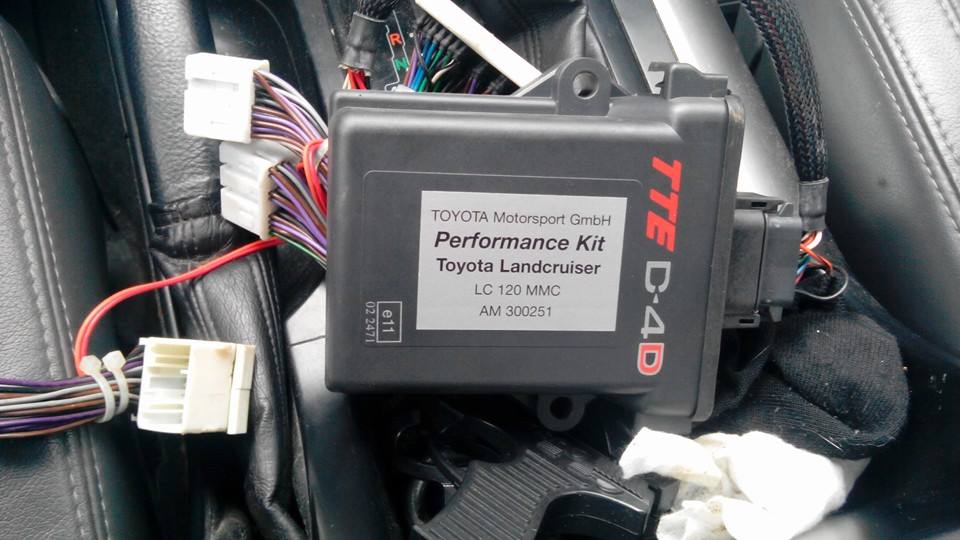 R
N
TOYOTA Motorsport GmbH
Performance Kit
Toyota Landcruiser
LC 120 MMC
AM 300251
e11
02 2471
TTE D-4D